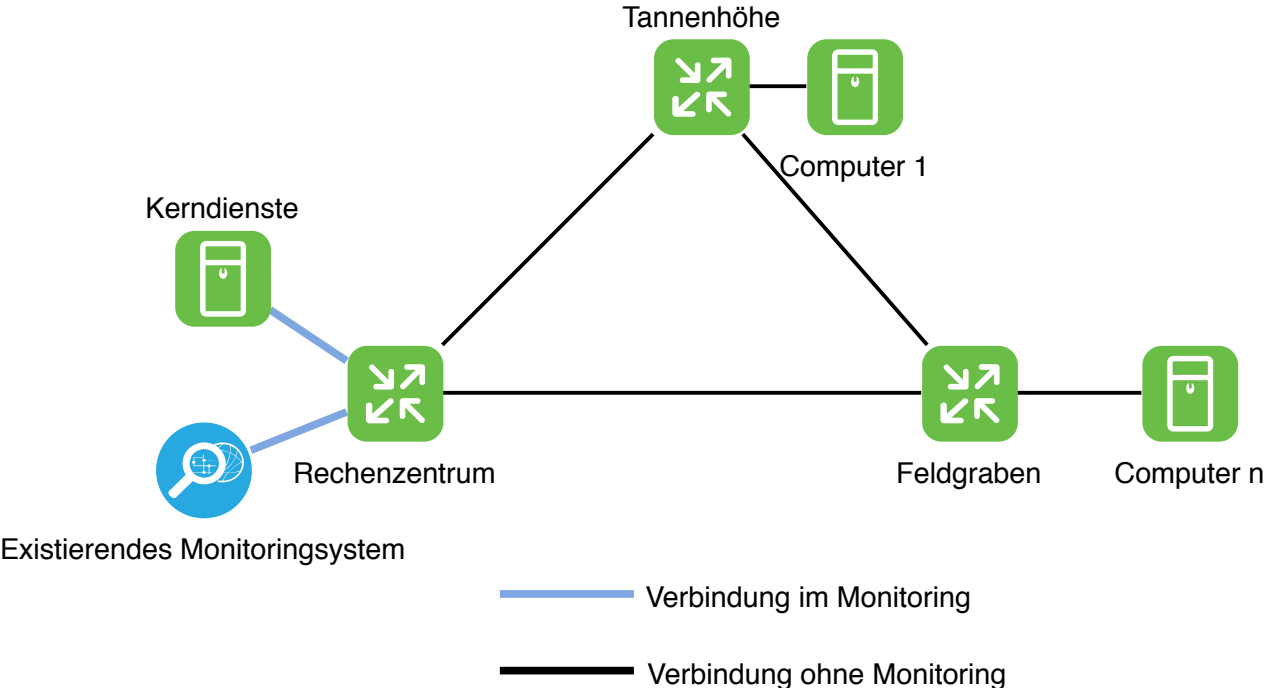 Tannenhöhe
Computer 1
Kerndienste
Rechenzentrum
Feldgraben
Computer n
Existierendes Monitoringsystem
Verbindung im Monitoring
Verbindung ohne Monitoring